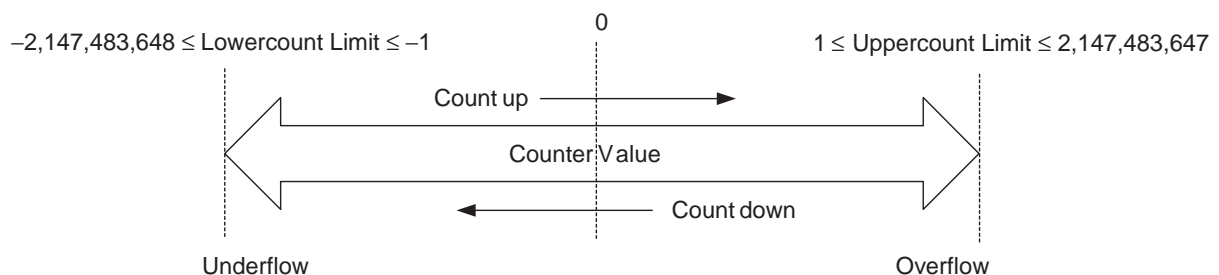 0
−2,147,483,648 ≤ Lowercount Limit ≤ −1
1 ≤ Uppercount Limit ≤ 2,147,483,647
Count up
Counter Value
Count down
Underflow
Overflow